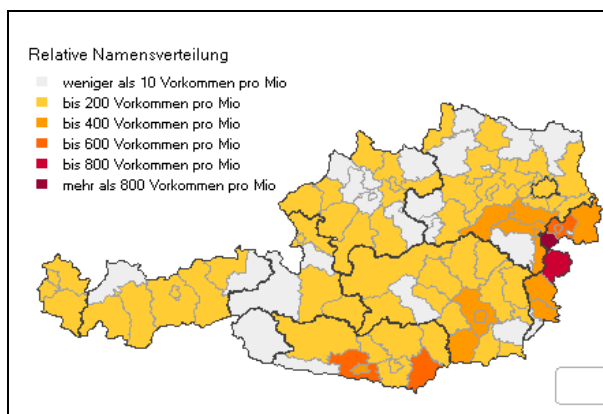 Relative Namensverteilung
weniger als 10 Vorkommen pro Mio
bis 200 Vorkommen pro Mio
bis 400 Vorkommen pro Mio
bis 600 Vorkommen pro Mio
bis 800 Vorkommen pro Mio
mehr als 800 Vorkommen pro Mio